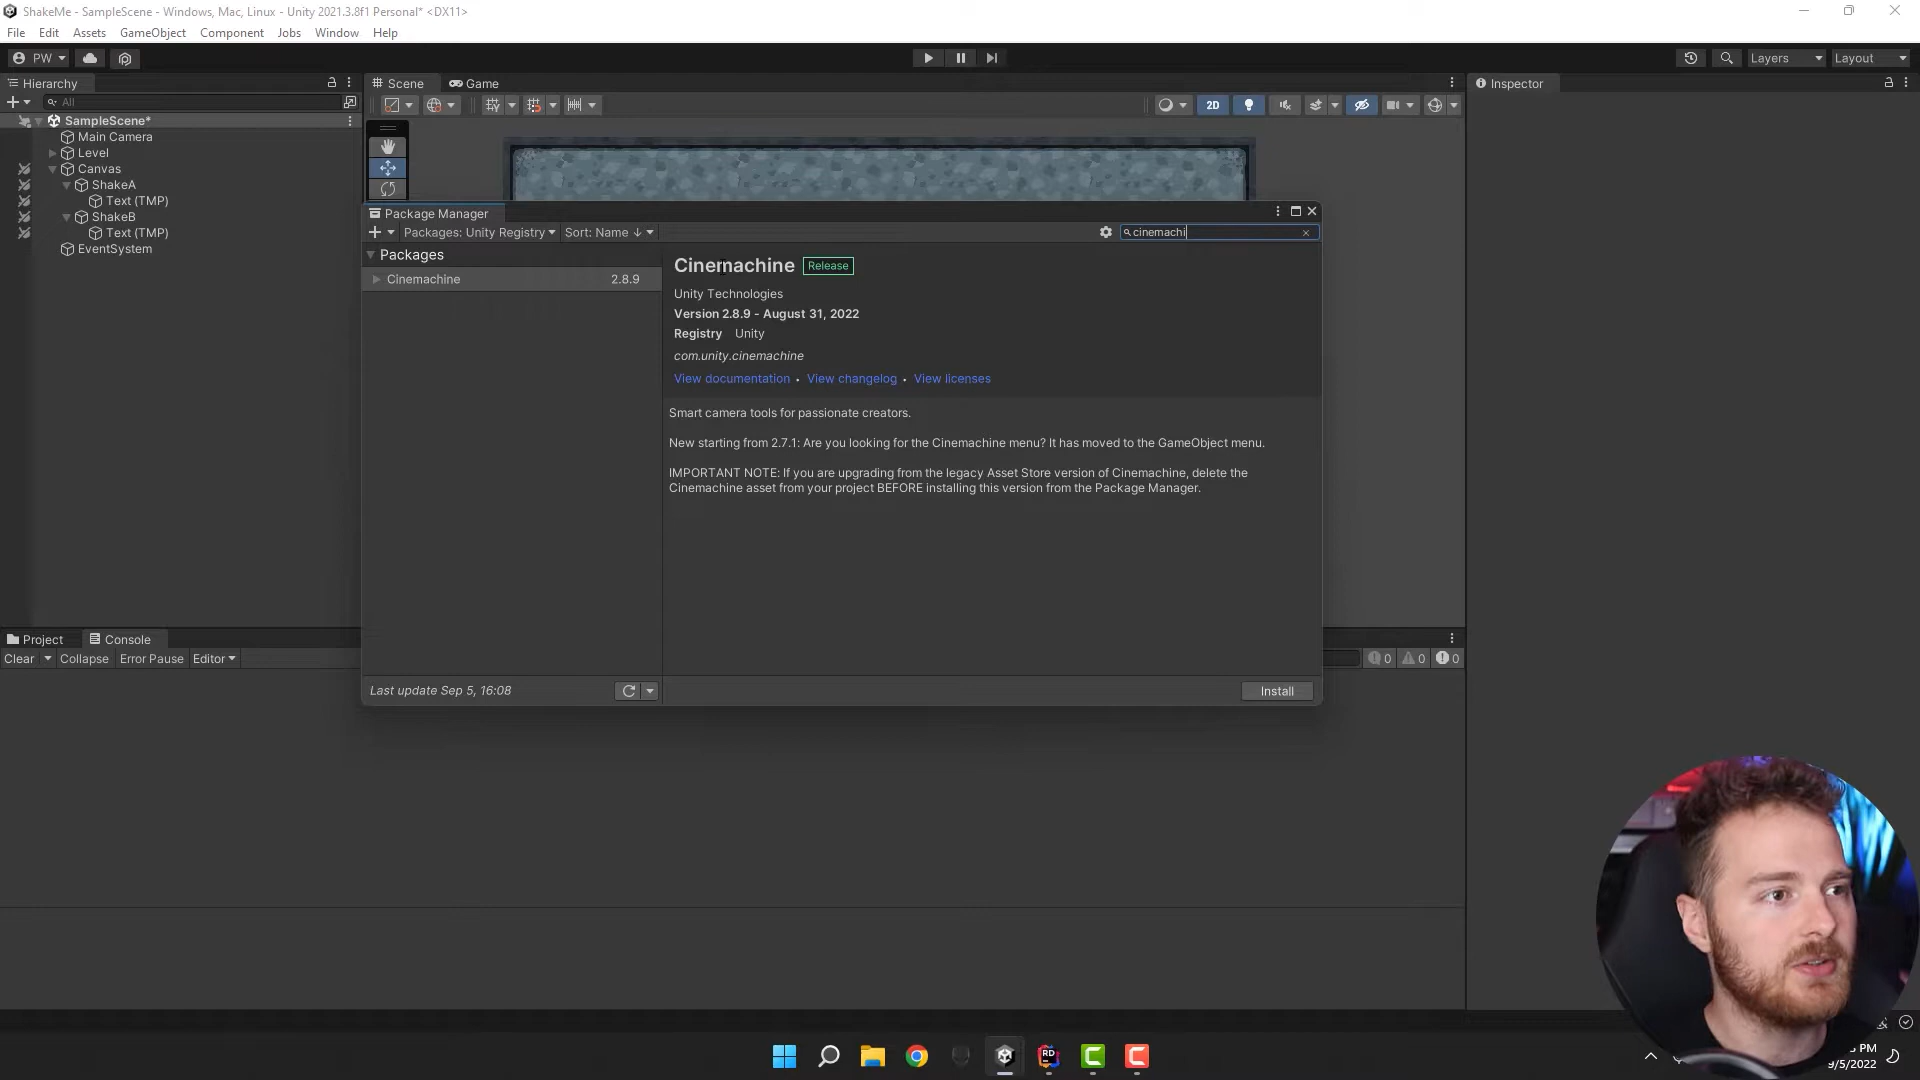 ShakeMe - SampleScene - Windows, Mac, Linux - Unity 2021.3.8f1 Personal* <DX11>
File Edit Assets GameObject Component Jobs Window Help
PW Layers Layout
Hierarchy Scene Game Inspector
All
SampleScene*
Main Camera
Level
Canvas
ShakeA
Text (TMP)
ShakeB
Text (TMP)
EventSystem
2D
Package Manager
Packages: Unity Registry Sort: Name ↓ cinemachi
Packages
Cinemachine 2.8.9
Cinemachine Release
Unity Technologies
Version 2.8.9 - August 31, 2022
Registry Unity
com.unity.cinemachine
View documentation • View changelog • View licenses
Smart camera tools for passionate creators.
New starting from 2.7.1: Are you looking for the Cinemachine menu? It has moved to the GameObject menu.
IMPORTANT NOTE: If you are upgrading from the legacy Asset Store version of Cinemachine, delete the
Cinemachine asset from your project BEFORE installing this version from the Package Manager.
Last update Sep 5, 16:08 Install
Project Console
Clear Collapse Error Pause Editor 0 0 0
RD
PM
9/5/2022